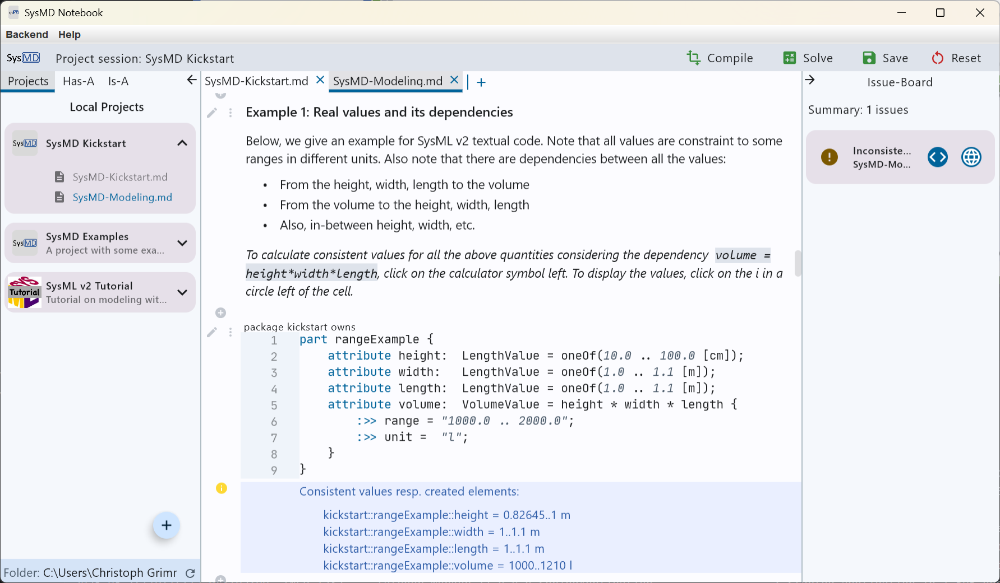 SysMD Notebook
Backend Help
SysMD Project session: SysMD Kickstart Compile Solve Save Reset
Projects Has-A Is-A
Local Projects
SysMD SysMD Kickstart
SysMD-Kickstart.md
SysMD-Modeling.md
SysMD SysMD Examples
A project with some exa...
Tutorial SysML v2 Tutorial
Tutorial on modeling wit...
+
Folder: C:\Users\Christoph Grimr
SysMD-Kickstart.md SysMD-Modeling.md +
Example 1: Real values and its dependencies
Below, we give an example for SysML v2 textual code. Note that all values are constraint to some
ranges in different units. Also note that there are dependencies between all the values:
• From the height, width, length to the volume
• From the volume to the height, width, length
• Also, in-between height, width, etc.
To calculate consistent values for all the above quantities considering the dependency volume =
height*width*length, click on the calculator symbol left. To display the values, click on the i in a
circle left of the cell.
package kickstart owns
1 part rangeExample {
2 attribute height: LengthValue = oneOf(10.0 .. 100.0 [cm]);
3 attribute width: LengthValue = oneOf(1.0 .. 1.1 [m]);
4 attribute length: LengthValue = oneOf(1.0 .. 1.1 [m]);
5 attribute volume: VolumeValue = height * width * length {
6 :>> range = "1000.0 .. 2000.0";
7 :>> unit = "l";
8 }
9 }
Consistent values resp. created elements:
kickstart::rangeExample::height = 0.82645..1 m
kickstart::rangeExample::width = 1..1.1 m
kickstart::rangeExample::length = 1..1.1 m
kickstart::rangeExample::volume = 1000..1210 l
Issue-Board
Summary: 1 issues
Inconsiste...
SysMD-Mo...